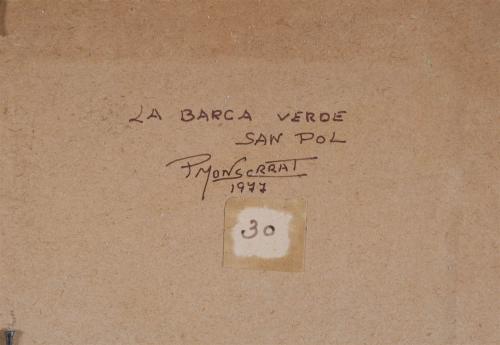 LA BARCA VERDE
SAN POL
P MONSERRAT
1977
30